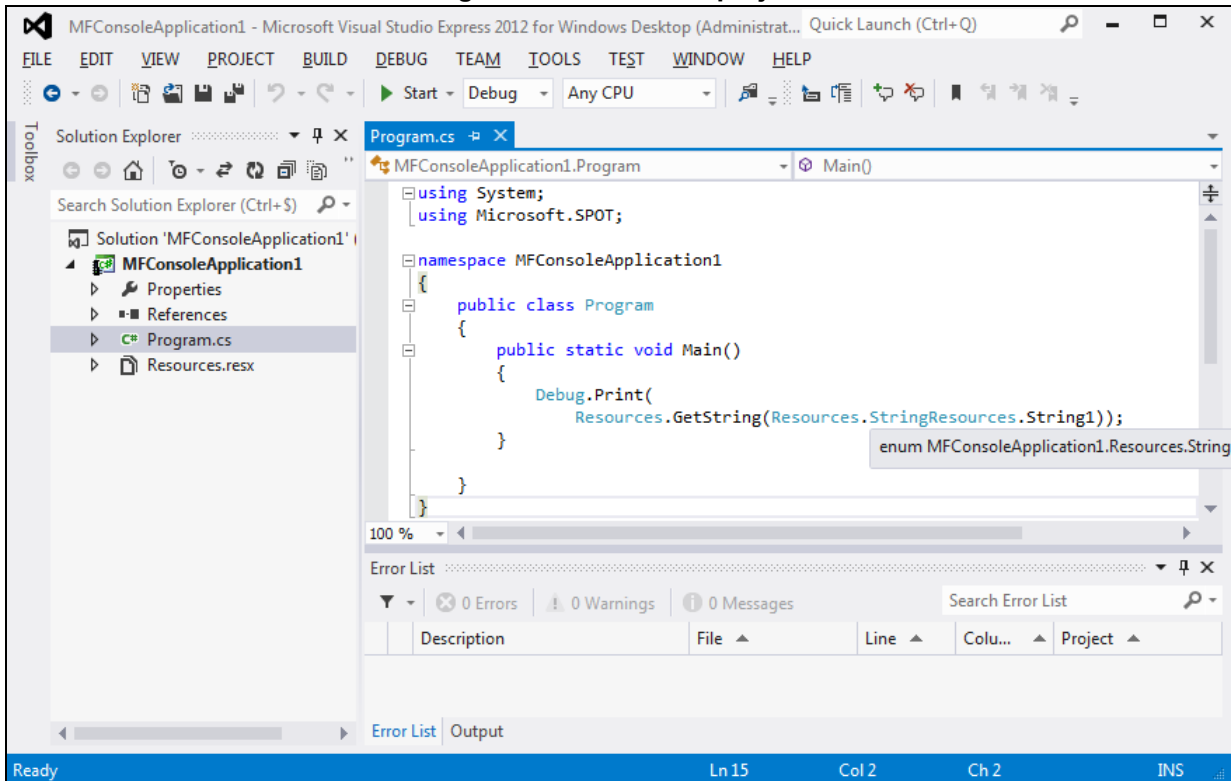 MFConsoleApplication1 - Microsoft Visual Studio Express 2012 for Windows Desktop (Administrat... Quick Launch (Ctrl+Q)
FILE EDIT VIEW PROJECT BUILD DEBUG TEAM TOOLS TEST WINDOW HELP
Start Debug Any CPU
Toolbox
Solution Explorer
Search Solution Explorer (Ctrl+$)
Solution 'MFConsoleApplication1' (
MFConsoleApplication1
Properties
References
C# Program.cs
Resources.resx
Program.cs
MFConsoleApplication1.Program Main()
using System;
using Microsoft.SPOT;
namespace MFConsoleApplication1
{
public class Program
{
public static void Main()
{
Debug.Print(
Resources.GetString(Resources.StringResources.String1));
}
enum MFConsoleApplication1.Resources.String
}
}
100 %
Error List
0 Errors 0 Warnings 0 Messages Search Error List
Description File Line Colu... Project
Error List Output
Ready Ln 15 Col 2 Ch 2 INS